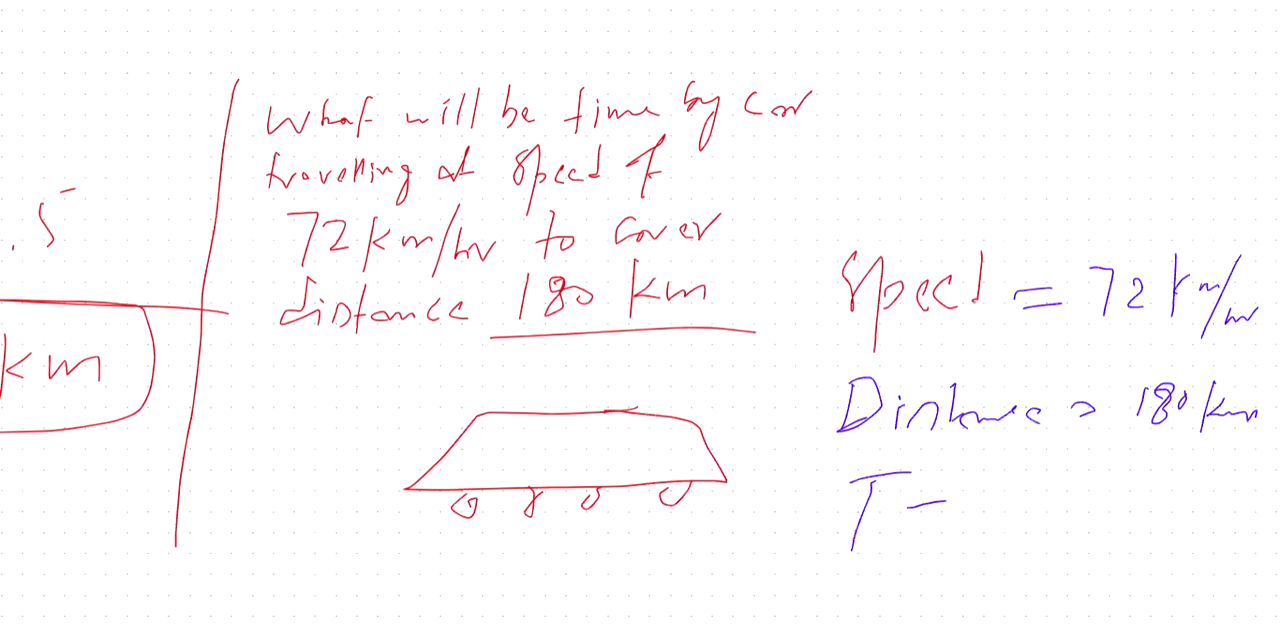 .5
km
What will be time by car
travelling at speed of
72 km/hr to cover
distance 180 km
Speed = 72 km/hr
Distance = 180 km
T -